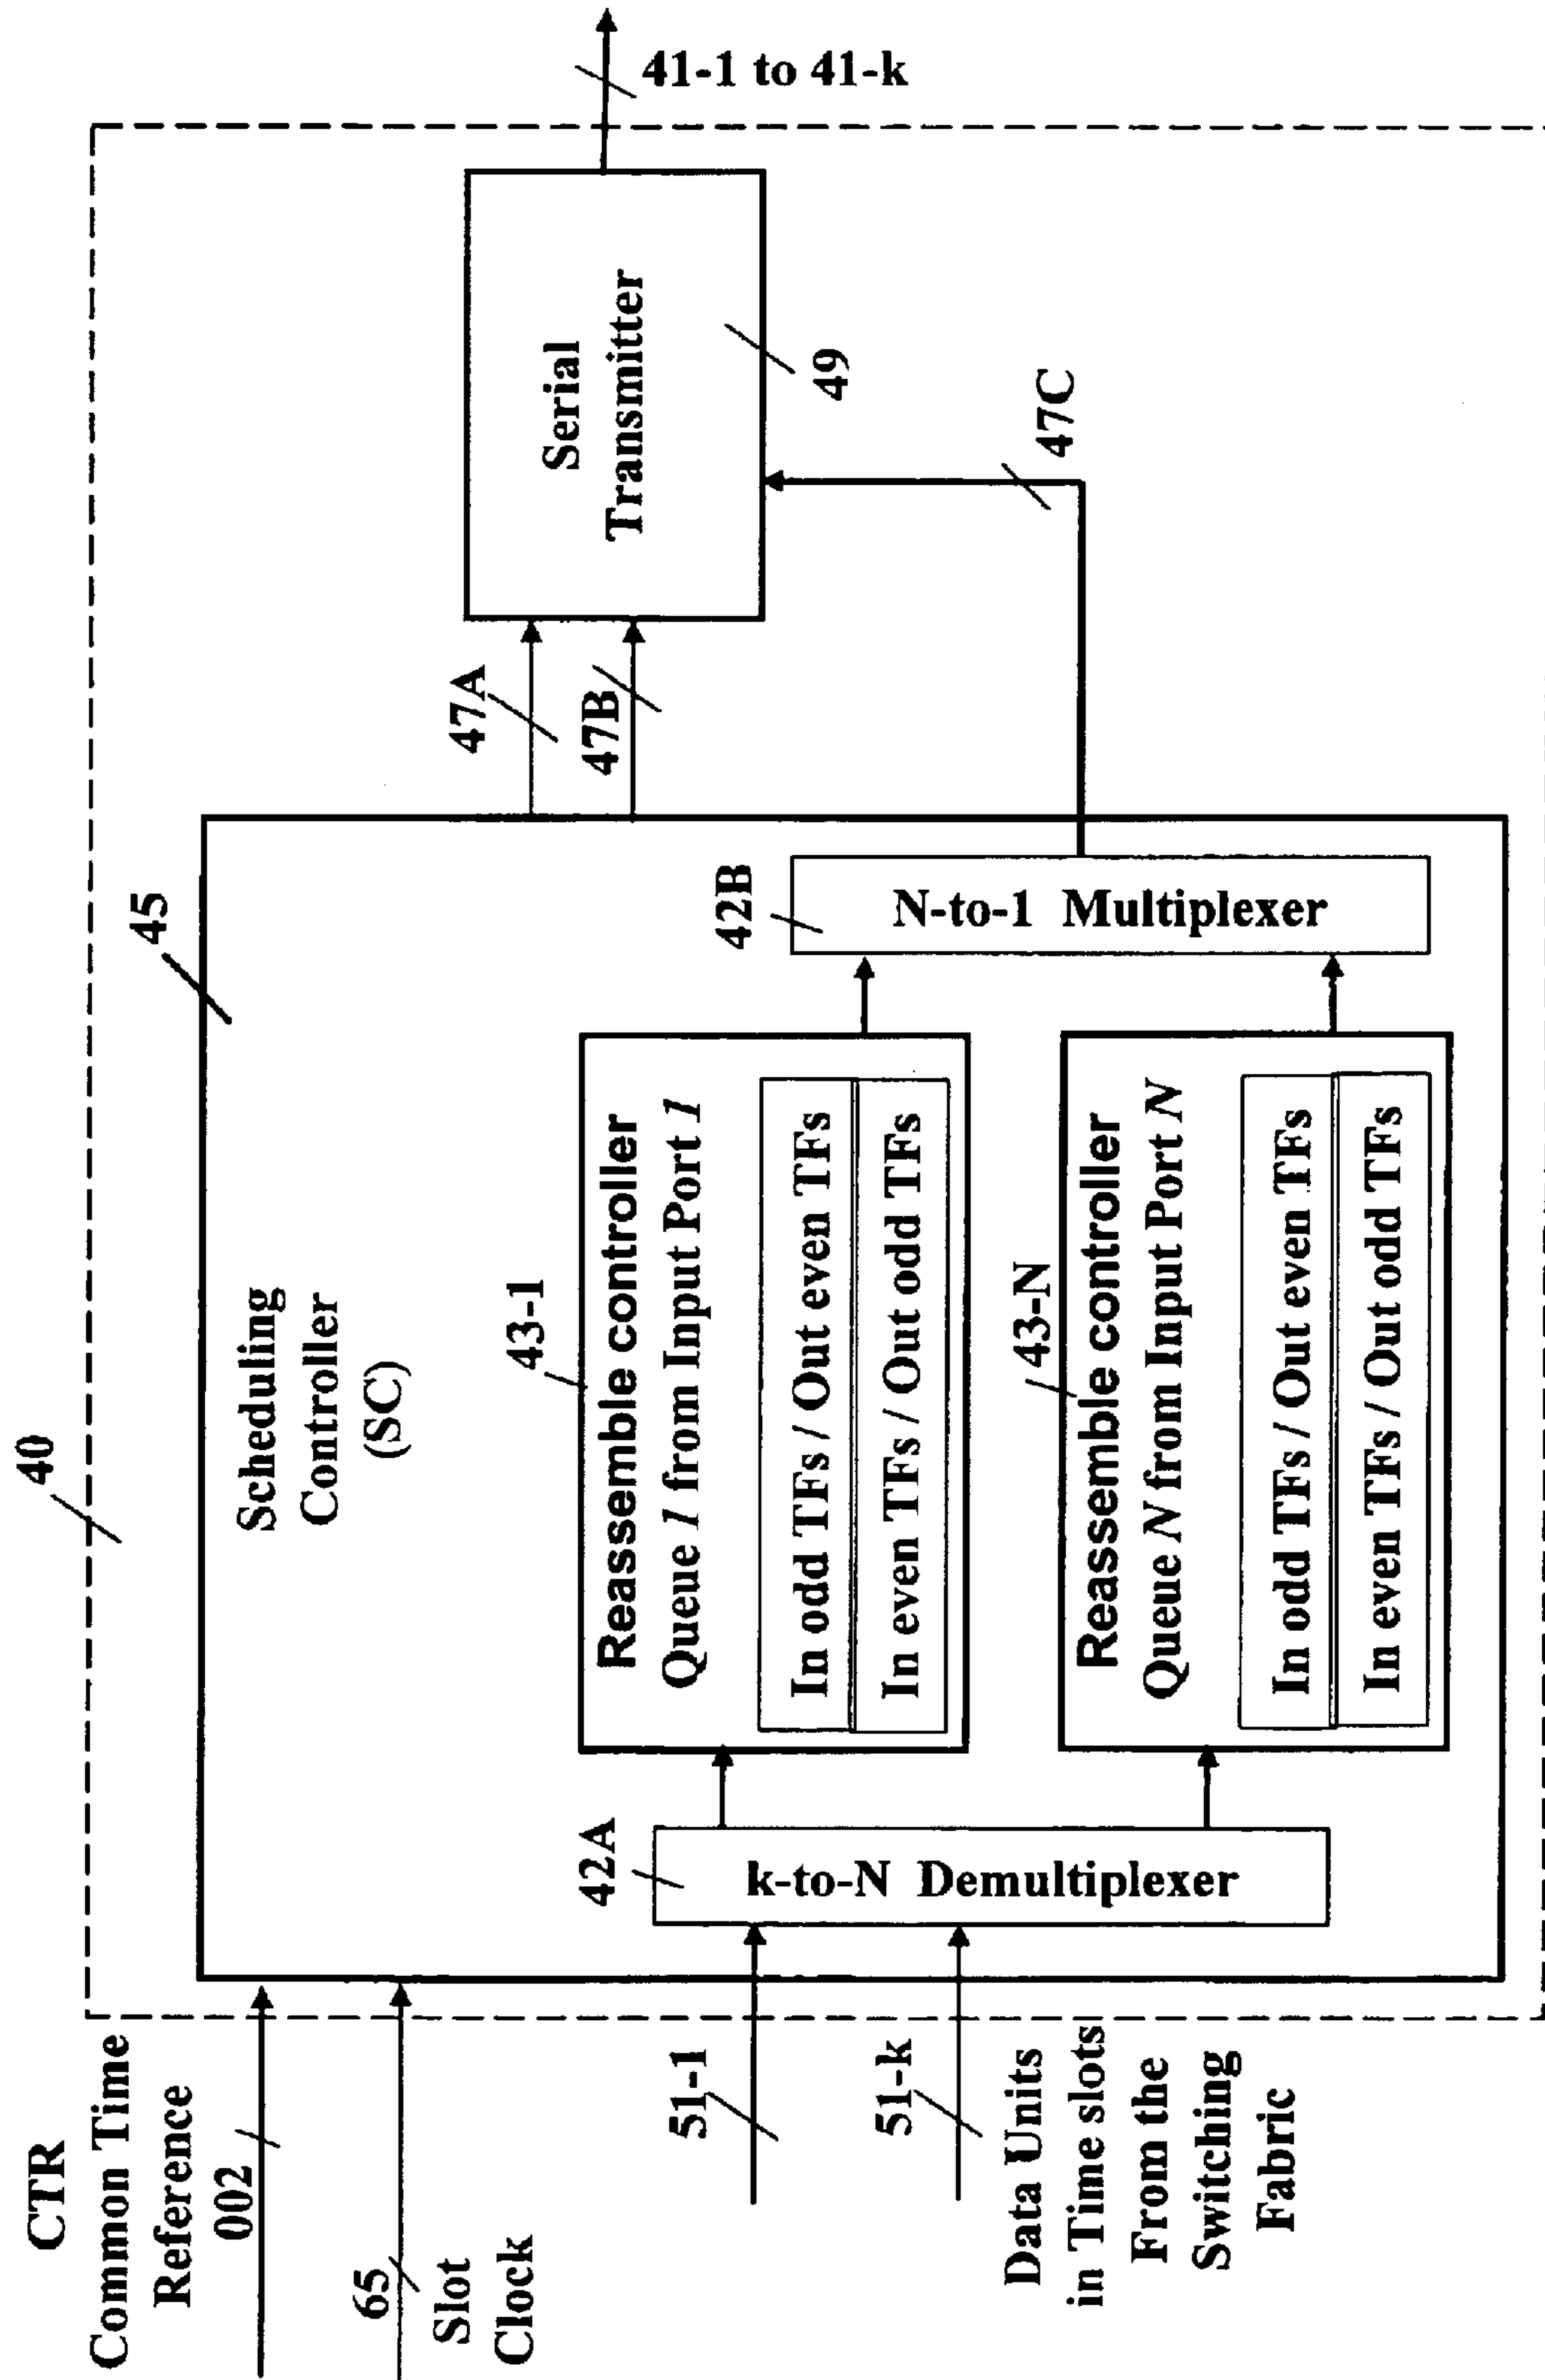 CTR
Common Time
Reference
002
65
Slot
Clock
51-1
51-k
Data Units
in Time slots
From the
Switching
Fabric
40
45
Scheduling
Controller
(SC)
42A
k-to-N Demultiplexer
43-1
Reassemble controller
Queue 1 from Input Port 1
In odd TFs / Out even TFs
In even TFs / Out odd TFs
43-N
Reassemble controller
Queue N from Input Port N
In odd TFs / Out even TFs
In even TFs / Out odd TFs
42B
N-to-1 Multiplexer
47A
47B
47C
Serial
Transmitter
49
41-1 to 41-k